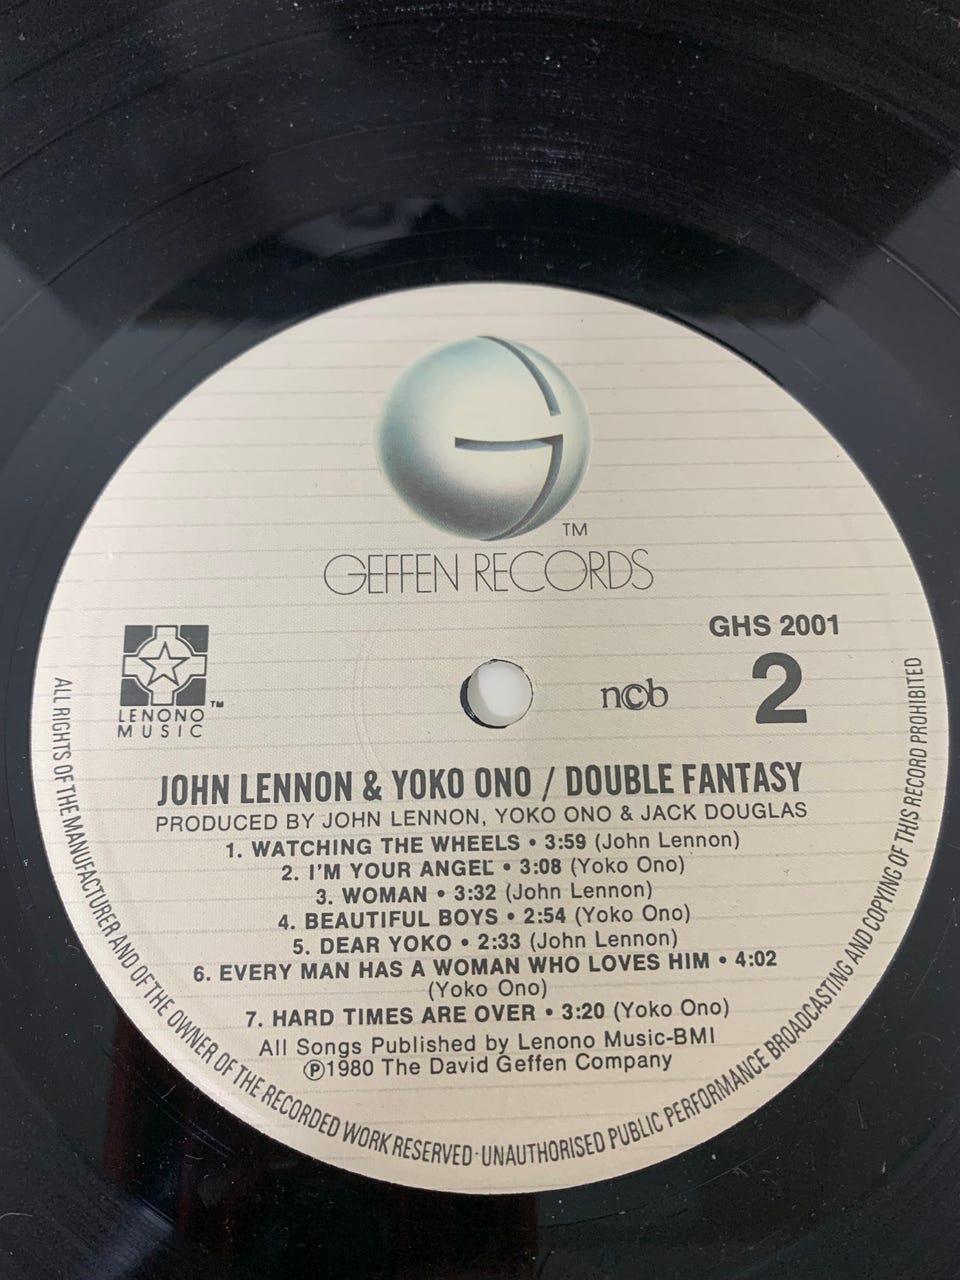 TM
GEFFEN RECORDS
GHS 2001
2
ncb
TM
LENONO
MUSIC
JOHN LENNON & YOKO ONO / DOUBLE FANTASY
PRODUCED BY JOHN LENNON, YOKO ONO & JACK DOUGLAS
1. WATCHING THE WHEELS • 3:59 (John Lennon)
2. I'M YOUR ANGEL • 3:08 (Yoko Ono)
3. WOMAN • 3:32 (John Lennon)
4. BEAUTIFUL BOYS • 2:54 (Yoko Ono)
5. DEAR YOKO • 2:33 (John Lennon)
6. EVERY MAN HAS A WOMAN WHO LOVES HIM • 4:02
(Yoko Ono)
7. HARD TIMES ARE OVER • 3:20 (Yoko Ono)
All Songs Published by Lenono Music-BMI
℗1980 The David Geffen Company
ALL RIGHTS OF THE MANUFACTURER AND OF THE OWNER OF THE RECORDED WORK RESERVED · UNAUTHORISED PUBLIC PERFORMANCE BROADCASTING AND COPYING OF THIS RECORD PROHIBITED